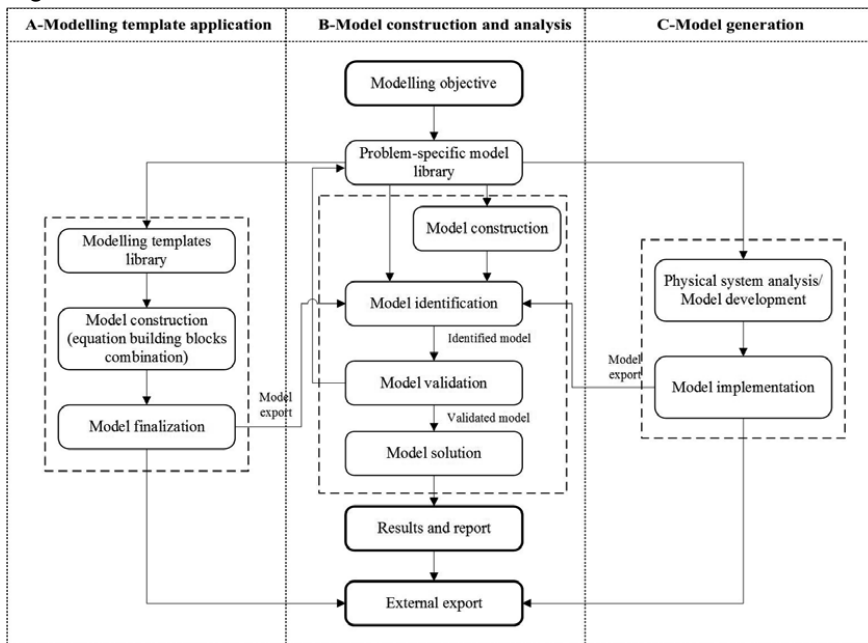 A-Modelling template application
B-Model construction and analysis
C-Model generation
Modelling objective
Problem-specific model
library
Model construction
Modelling templates
library
Physical system analysis/
Model development
Model identification
Model construction
(equation building blocks
combination)
Identified model
Model
export
Model validation
Model implementation
Model
export
Validated model
Model finalization
Model solution
Results and report
External export